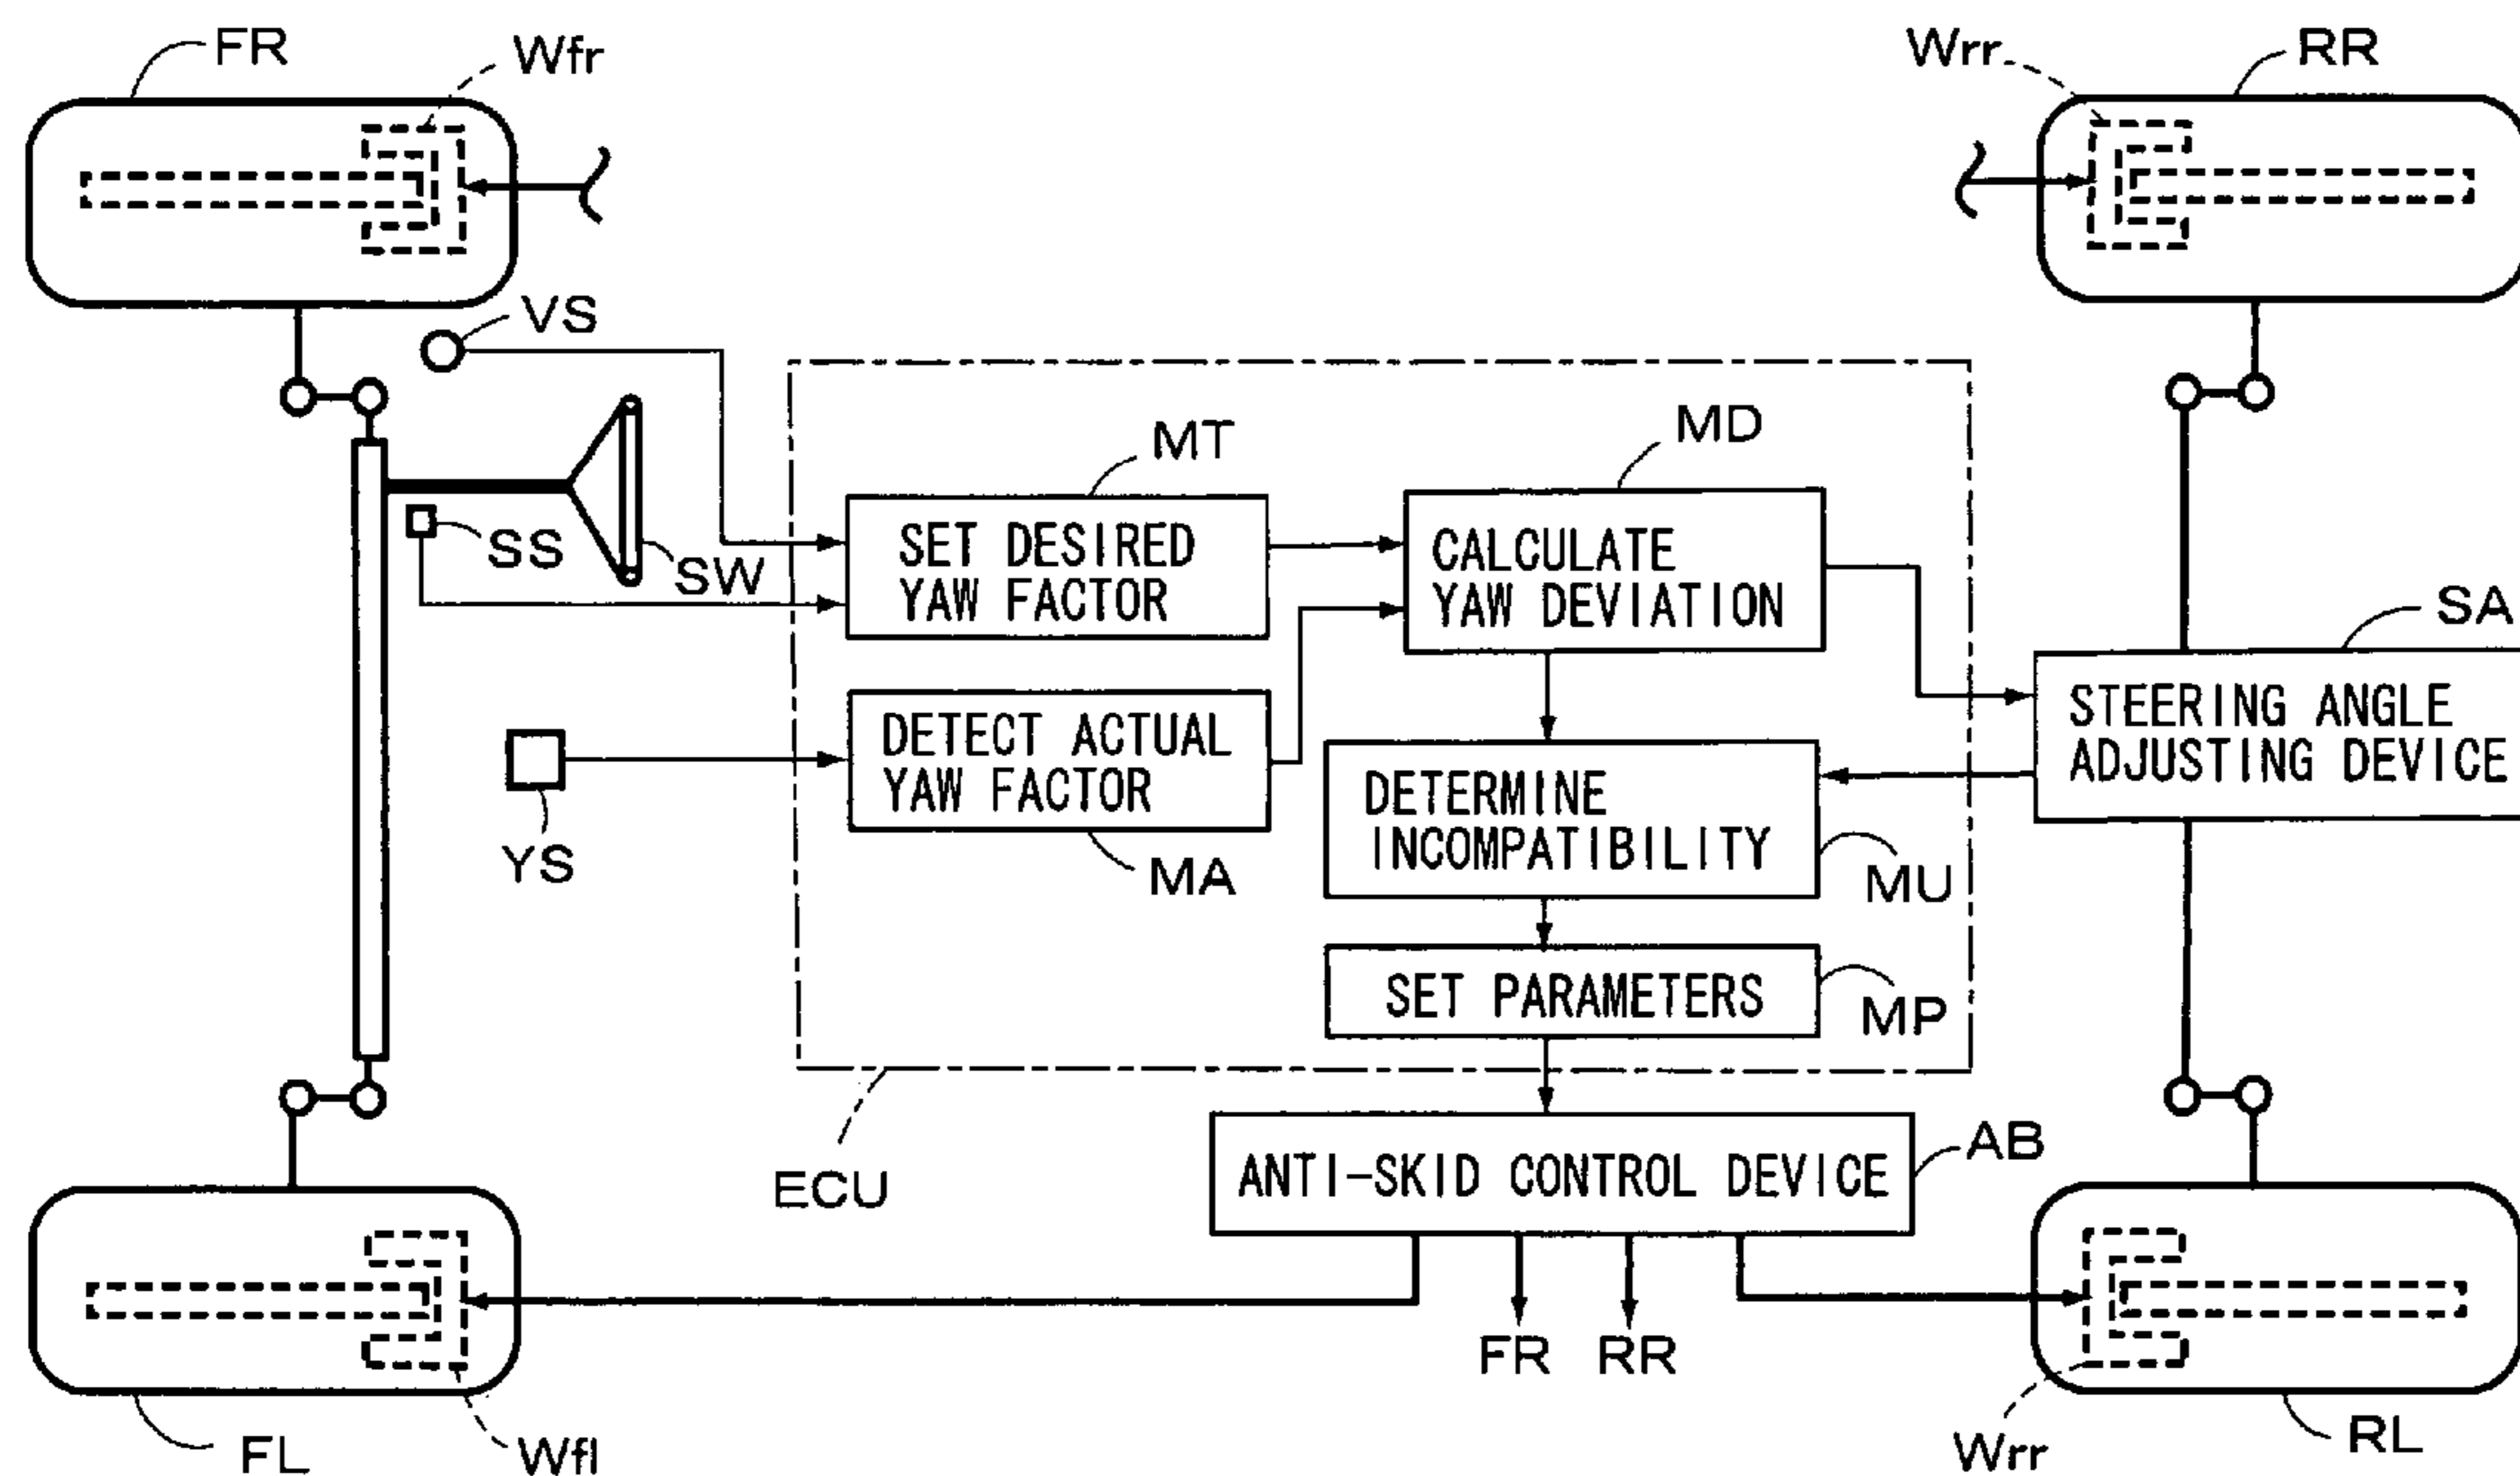 FR
Wfr
Wrr
RR
VS
MT
MD
SS
SW
SET DESIRED
YAW FACTOR
CALCULATE
YAW DEVIATION
SA
STEERING ANGLE
ADJUSTING DEVICE
YS
DETECT ACTUAL
YAW FACTOR
MA
DETERMINE
INCOMPATIBILITY
MU
SET PARAMETERS
MP
ECU
ANTI-SKID CONTROL DEVICE
AB
FR
RR
FL
Wfl
Wrr
RL